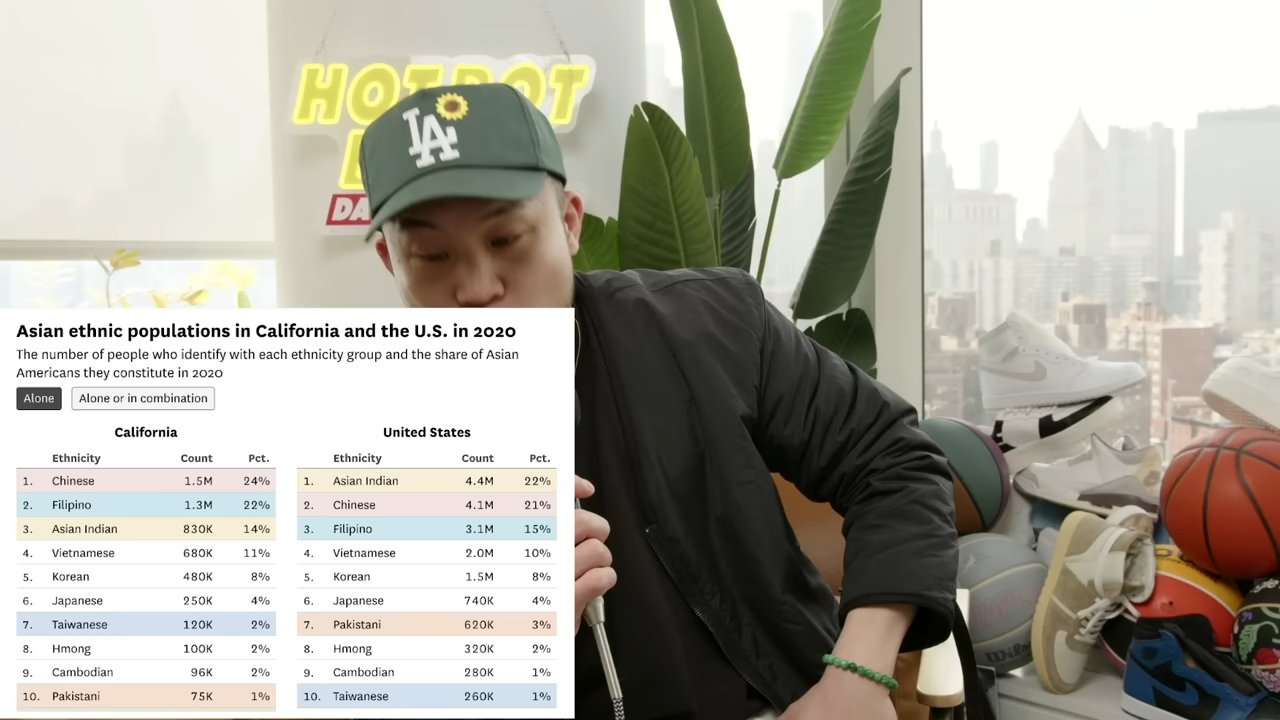 HOTPOT
DA
LA
Asian ethnic populations in California and the U.S. in 2020
The number of people who identify with each ethnicity group and the share of Asian
Americans they constitute in 2020
Alone
Alone or in combination
California
Ethnicity Count Pct.
1. Chinese 1.5M 24%
2. Filipino 1.3M 22%
3. Asian Indian 830K 14%
4. Vietnamese 680K 11%
5. Korean 480K 8%
6. Japanese 250K 4%
7. Taiwanese 120K 2%
8. Hmong 100K 2%
9. Cambodian 96K 2%
10. Pakistani 75K 1%
United States
Ethnicity Count Pct.
1. Asian Indian 4.4M 22%
2. Chinese 4.1M 21%
3. Filipino 3.1M 15%
4. Vietnamese 2.0M 10%
5. Korean 1.5M 8%
6. Japanese 740K 4%
7. Pakistani 620K 3%
8. Hmong 320K 2%
9. Cambodian 280K 1%
10. Taiwanese 260K 1%
Wilson